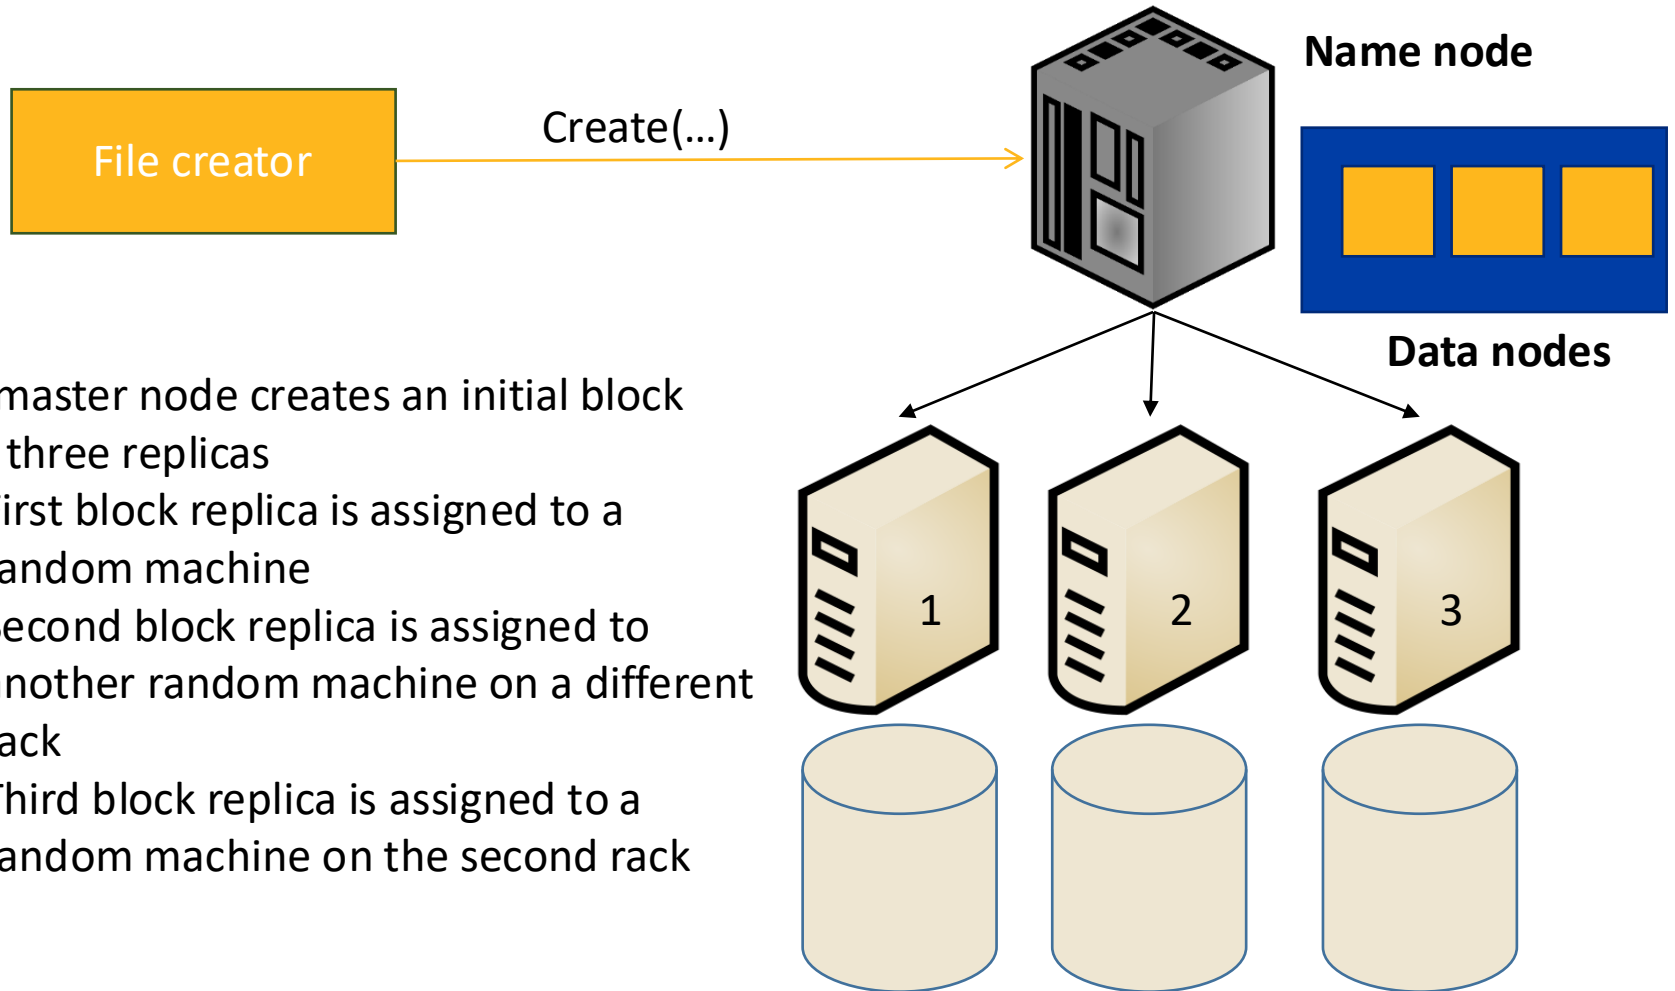 Name node
Create(...)
File creator
Data nodes
master node creates an initial block
three replicas
irst block replica is assigned to a
andom machine
econd block replica is assigned to
nother random machine on a different
ack
hird block replica is assigned to a
andom machine on the second rack
1
2
3